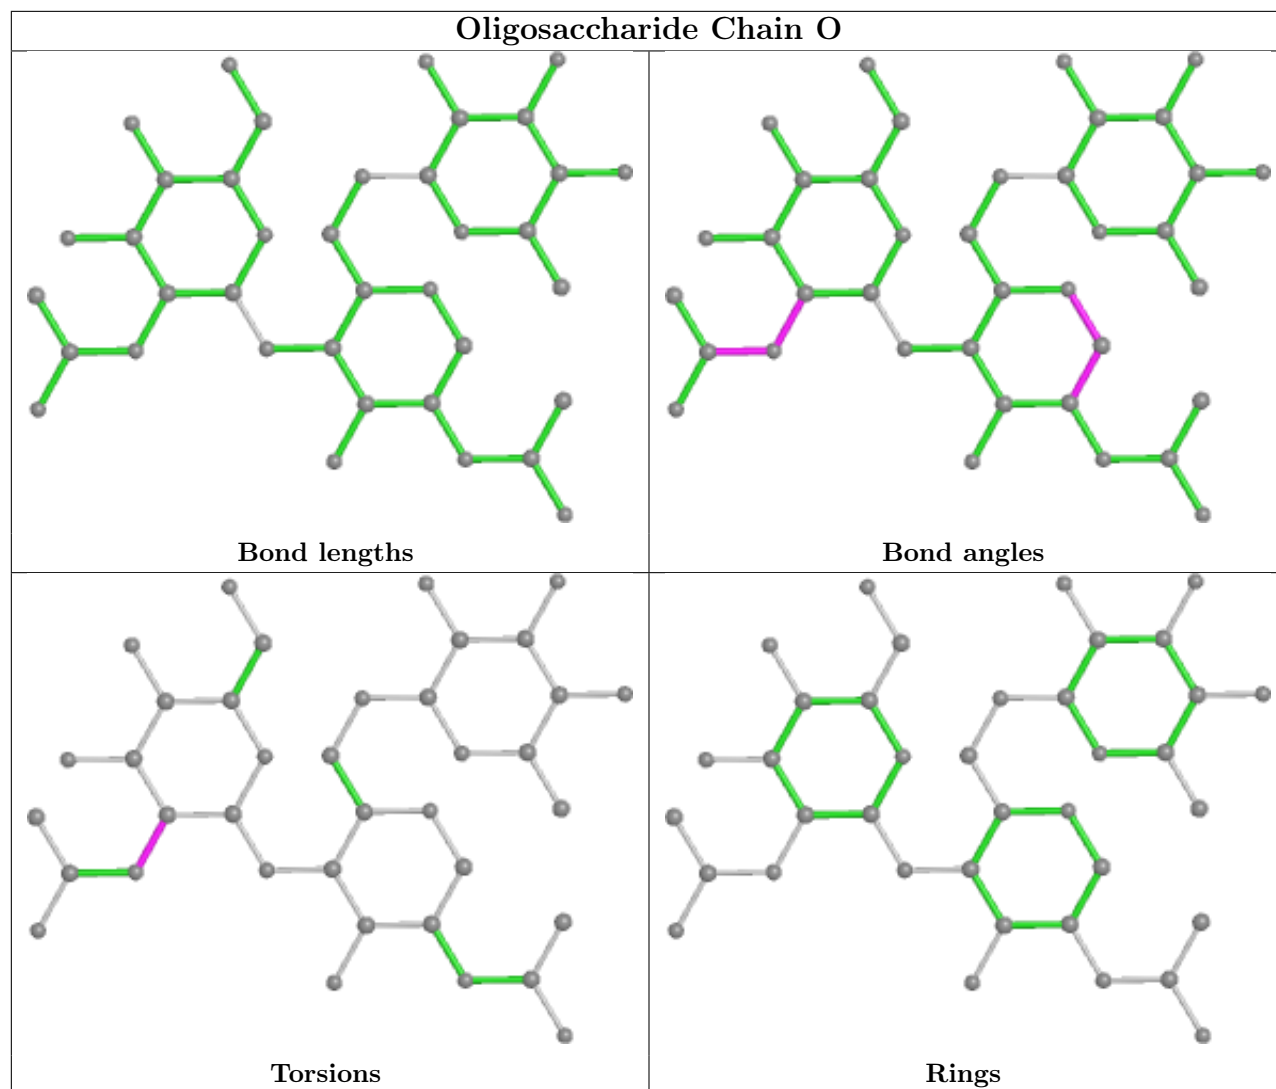 Oligosaccharide Chain O
Bond lengths
Bond angles
Torsions
Rings